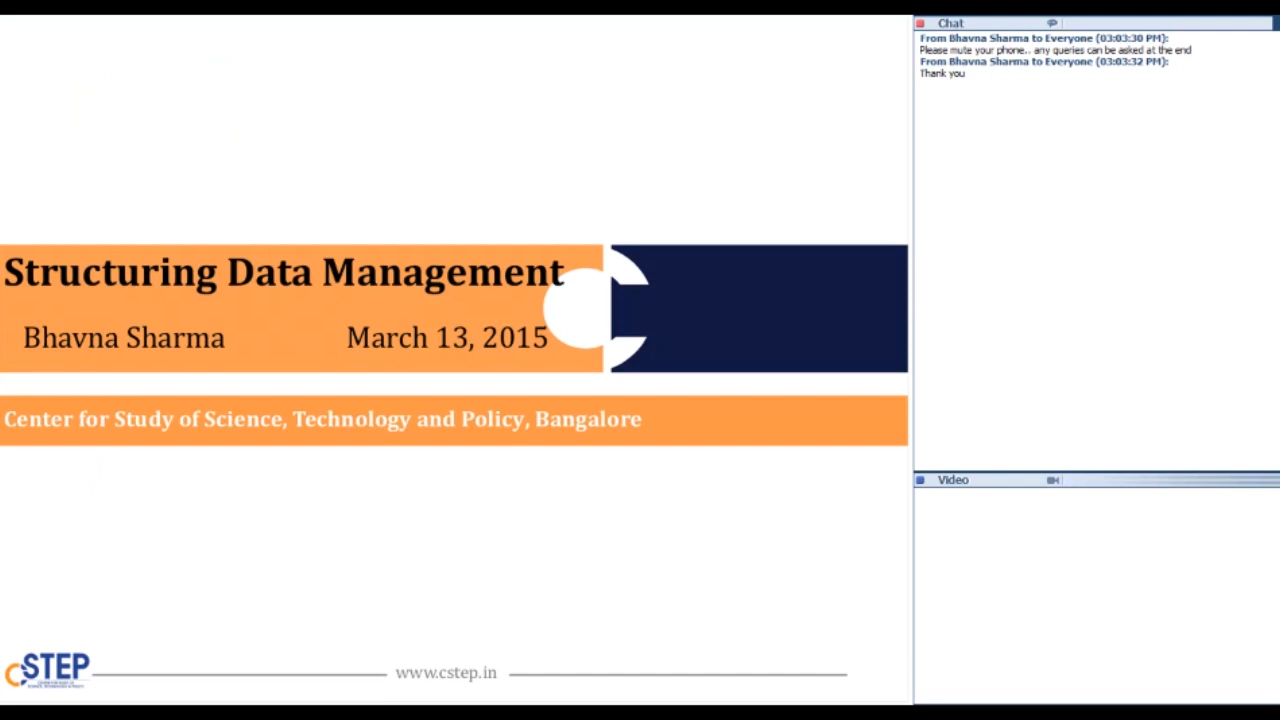 Structuring Data Management
Bhavna Sharma March 13, 2015
Center for Study of Science, Technology and Policy, Bangalore
cSTEP
www.cstep.in
Chat
From Bhavna Sharma to Everyone (03:03:30 PM):
Please mute your phone.. any queries can be asked at the end
From Bhavna Sharma to Everyone (03:03:32 PM):
Thank you
Video